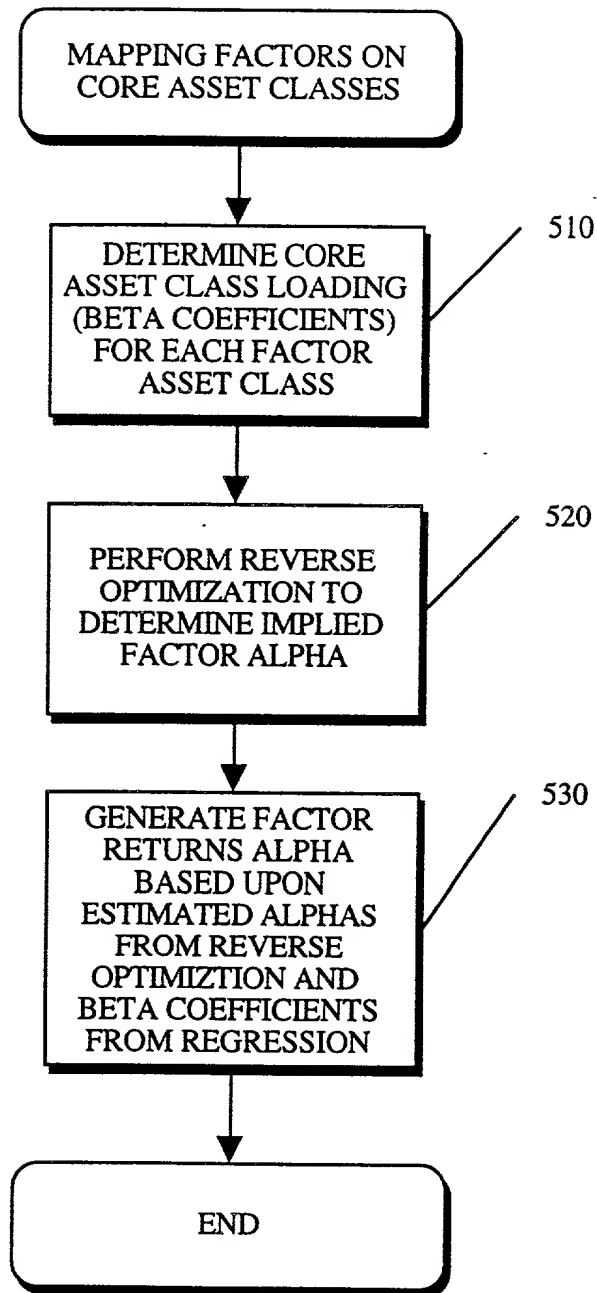 MAPPING FACTORS ON
CORE ASSET CLASSES
510
DETERMINE CORE
ASSET CLASS LOADING
(BETA COEFFICIENTS)
FOR EACH FACTOR
ASSET CLASS
520
PERFORM REVERSE
OPTIMIZATION TO
DETERMINE IMPLIED
FACTOR ALPHA
530
GENERATE FACTOR
RETURNS ALPHA
BASED UPON
ESTIMATED ALPHAS
FROM REVERSE
OPTIMIZTION AND
BETA COEFFICIENTS
FROM REGRESSION
END